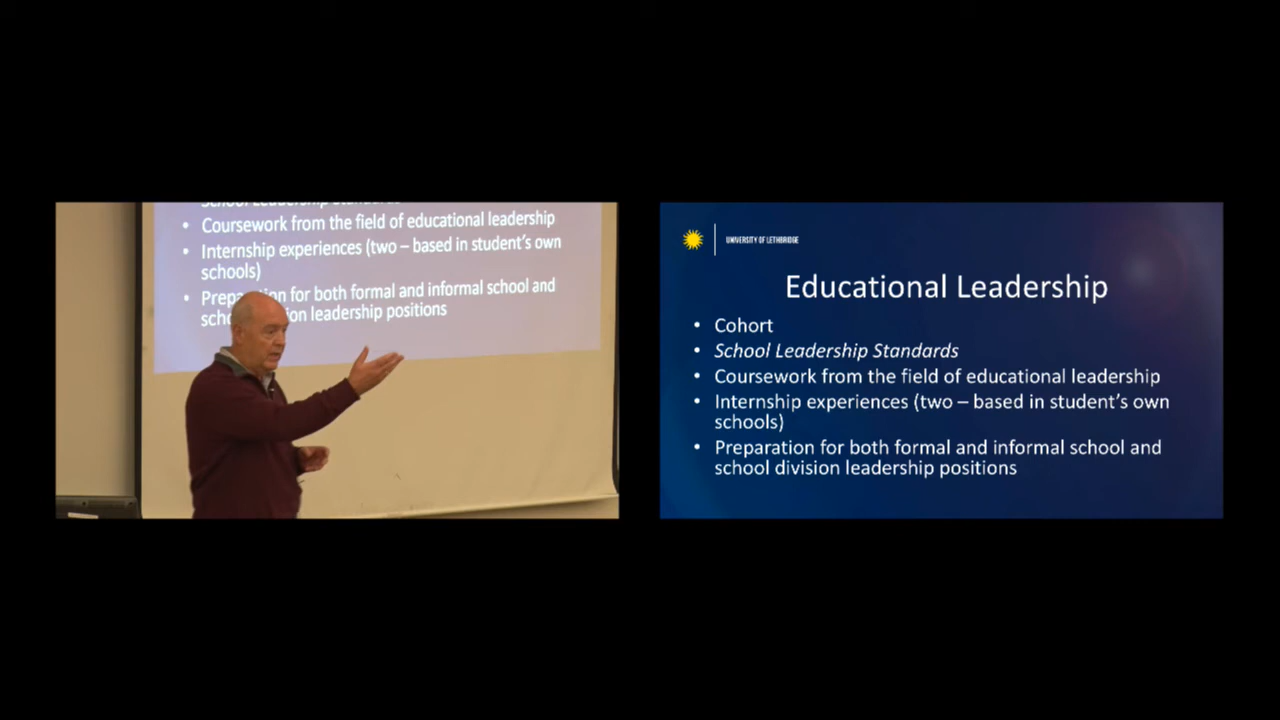 School Leadership Standards
• Coursework from the field of educational leadership
• Internship experiences (two – based in student's own
schools)
• Preparation for both formal and informal school and
school division leadership positions
UNIVERSITY OF LETHBRIDGE
Educational Leadership
• Cohort
• School Leadership Standards
• Coursework from the field of educational leadership
• Internship experiences (two – based in student's own
schools)
• Preparation for both formal and informal school and
school division leadership positions